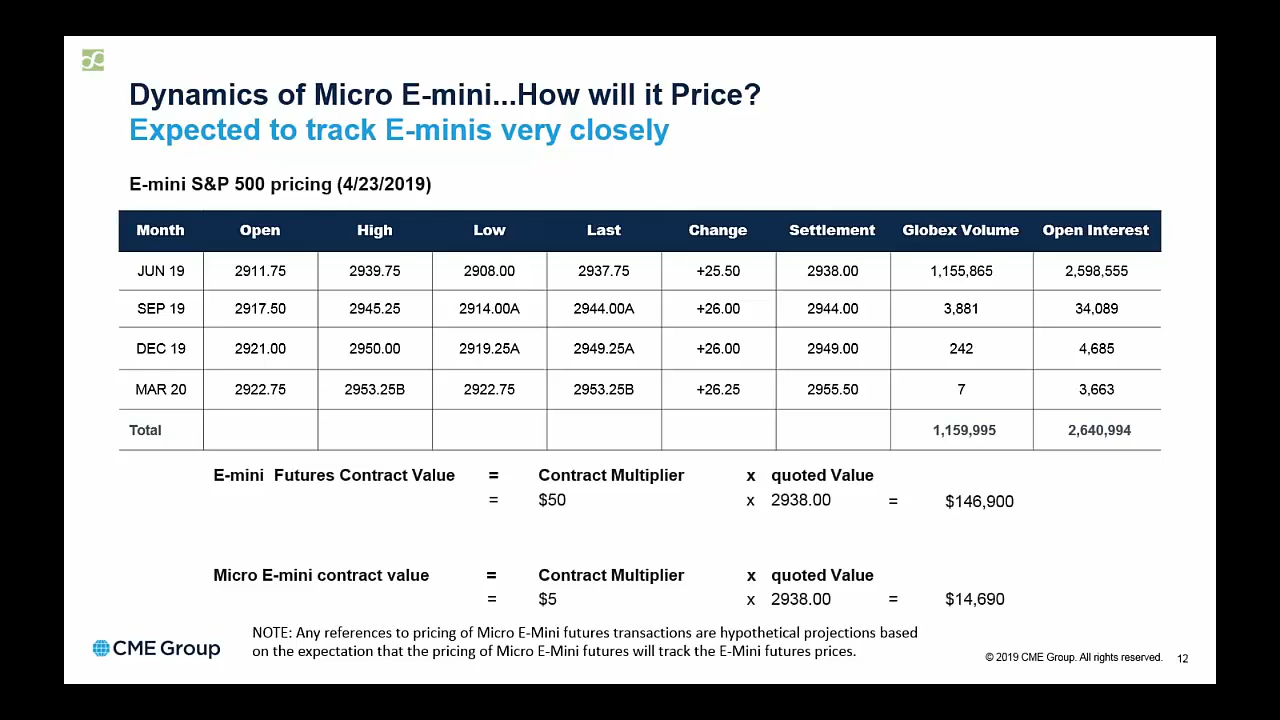 Dynamics of Micro E-mini...How will it Price?
Expected to track E-minis very closely
E-mini S&P 500 pricing (4/23/2019)
Month Open High Low Last Change Settlement Globex Volume Open Interest
JUN 19 2911.75 2939.75 2908.00 2937.75 +25.50 2938.00 1,155,865 2,598,555
SEP 19 2917.50 2945.25 2914.00A 2944.00A +26.00 2944.00 3,881 34,089
DEC 19 2921.00 2950.00 2919.25A 2949.25A +26.00 2949.00 242 4,685
MAR 20 2922.75 2953.25B 2922.75 2953.25B +26.25 2955.50 7 3,663
Total 1,159,995 2,640,994
E-mini Futures Contract Value = Contract Multiplier x quoted Value
= $50 x 2938.00 = $146,900
Micro E-mini contract value = Contract Multiplier x quoted Value
= $5 x 2938.00 = $14,690
NOTE: Any references to pricing of Micro E-Mini futures transactions are hypothetical projections based
on the expectation that the pricing of Micro E-Mini futures will track the E-Mini futures prices.
CME Group
© 2019 CME Group. All rights reserved. 12